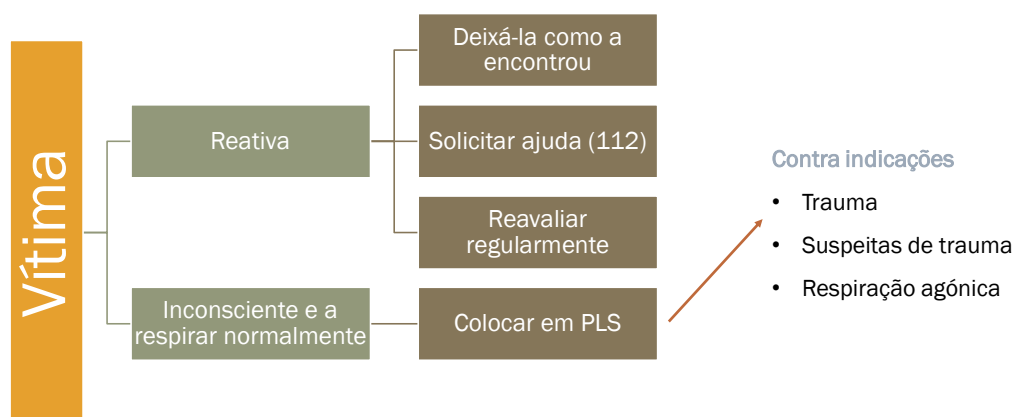 Vítima
Reativa
Deixá-la como a
encontrou
Solicitar ajuda (112)
Reavaliar
regularmente
Inconsciente e a
respirar normalmente
Colocar em PLS
Contra indicações
• Trauma
• Suspeitas de trauma
• Respiração agónica